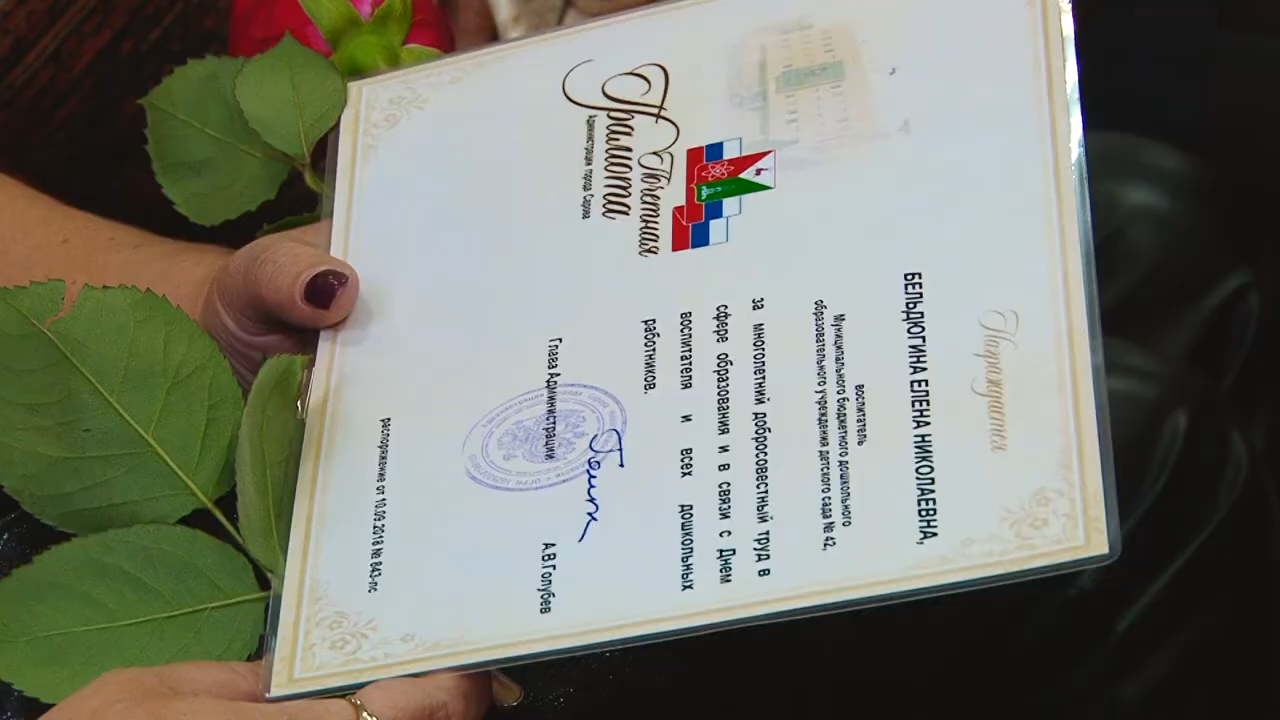 Почетная
Грамота
Администрации города Сарова
Награждается
БЕЛЬДЮГИНА ЕЛЕНА НИКОЛАЕВНА,
воспитатель
Муниципального бюджетного дошкольного
образовательного учреждения детского сада № 42,
за многолетний добросовестный труд в
сфере образования и в связи с Днем
воспитателя и всех дошкольных
работников.
Глава Администрации А.В.Голубев
распоряжение от 10.09.2018 № 843-лс